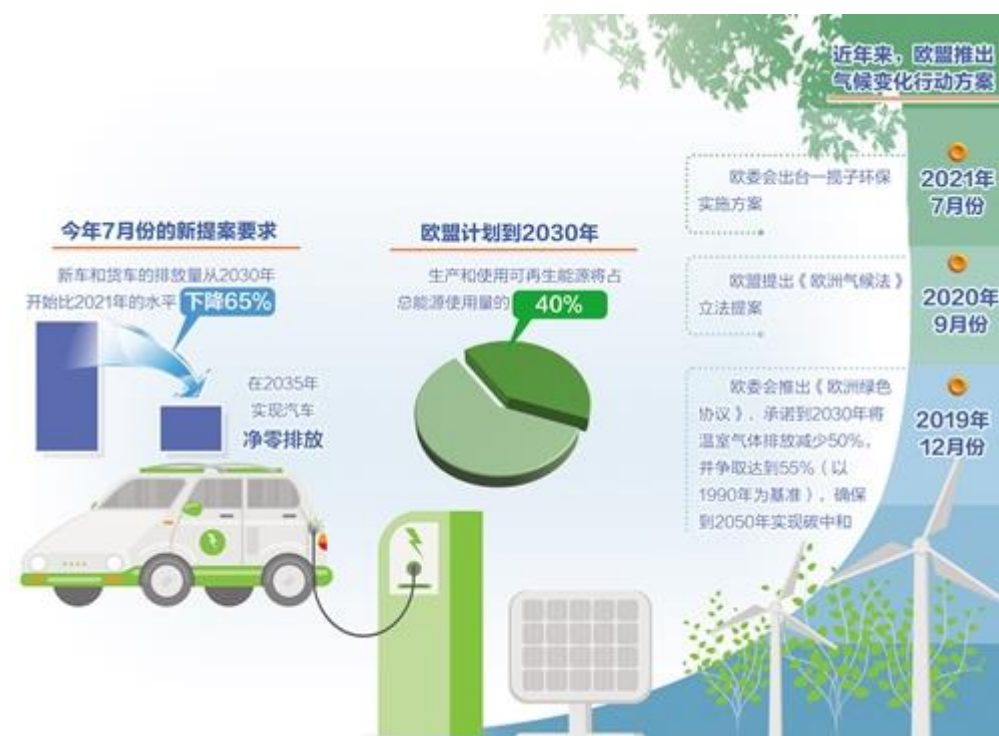 今年7月份的新提案要求
新车和货车的排放量从2030年
开始比2021年的水平 下降65%
在2035年
实现汽车
净零排放
欧盟计划到2030年
生产和使用可再生能源将占
总能源使用量的 40%
近年来，欧盟推出
气候变化行动方案
2021年
7月份
欧委会出台一揽子环保
实施方案
2020年
9月份
欧盟提出《欧洲气候法》
立法提案
2019年
12月份
欧委会推出《欧洲绿色
协议》，承诺到2030年将
温室气体排放减少50%，
并争取达到55%（以
1990年为基准），确保
到2050年实现碳中和